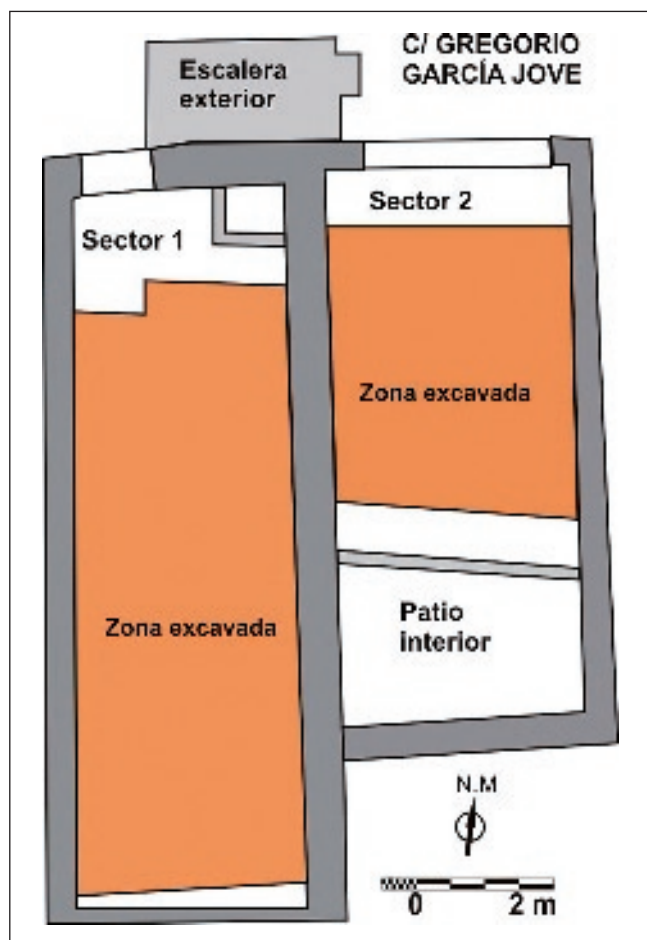 C/ GREGORIO
GARCÍA JOVE
Escalera
exterior
Sector 1
Sector 2
Zona excavada
Zona excavada
Patio
interior
N.M
0 2 m